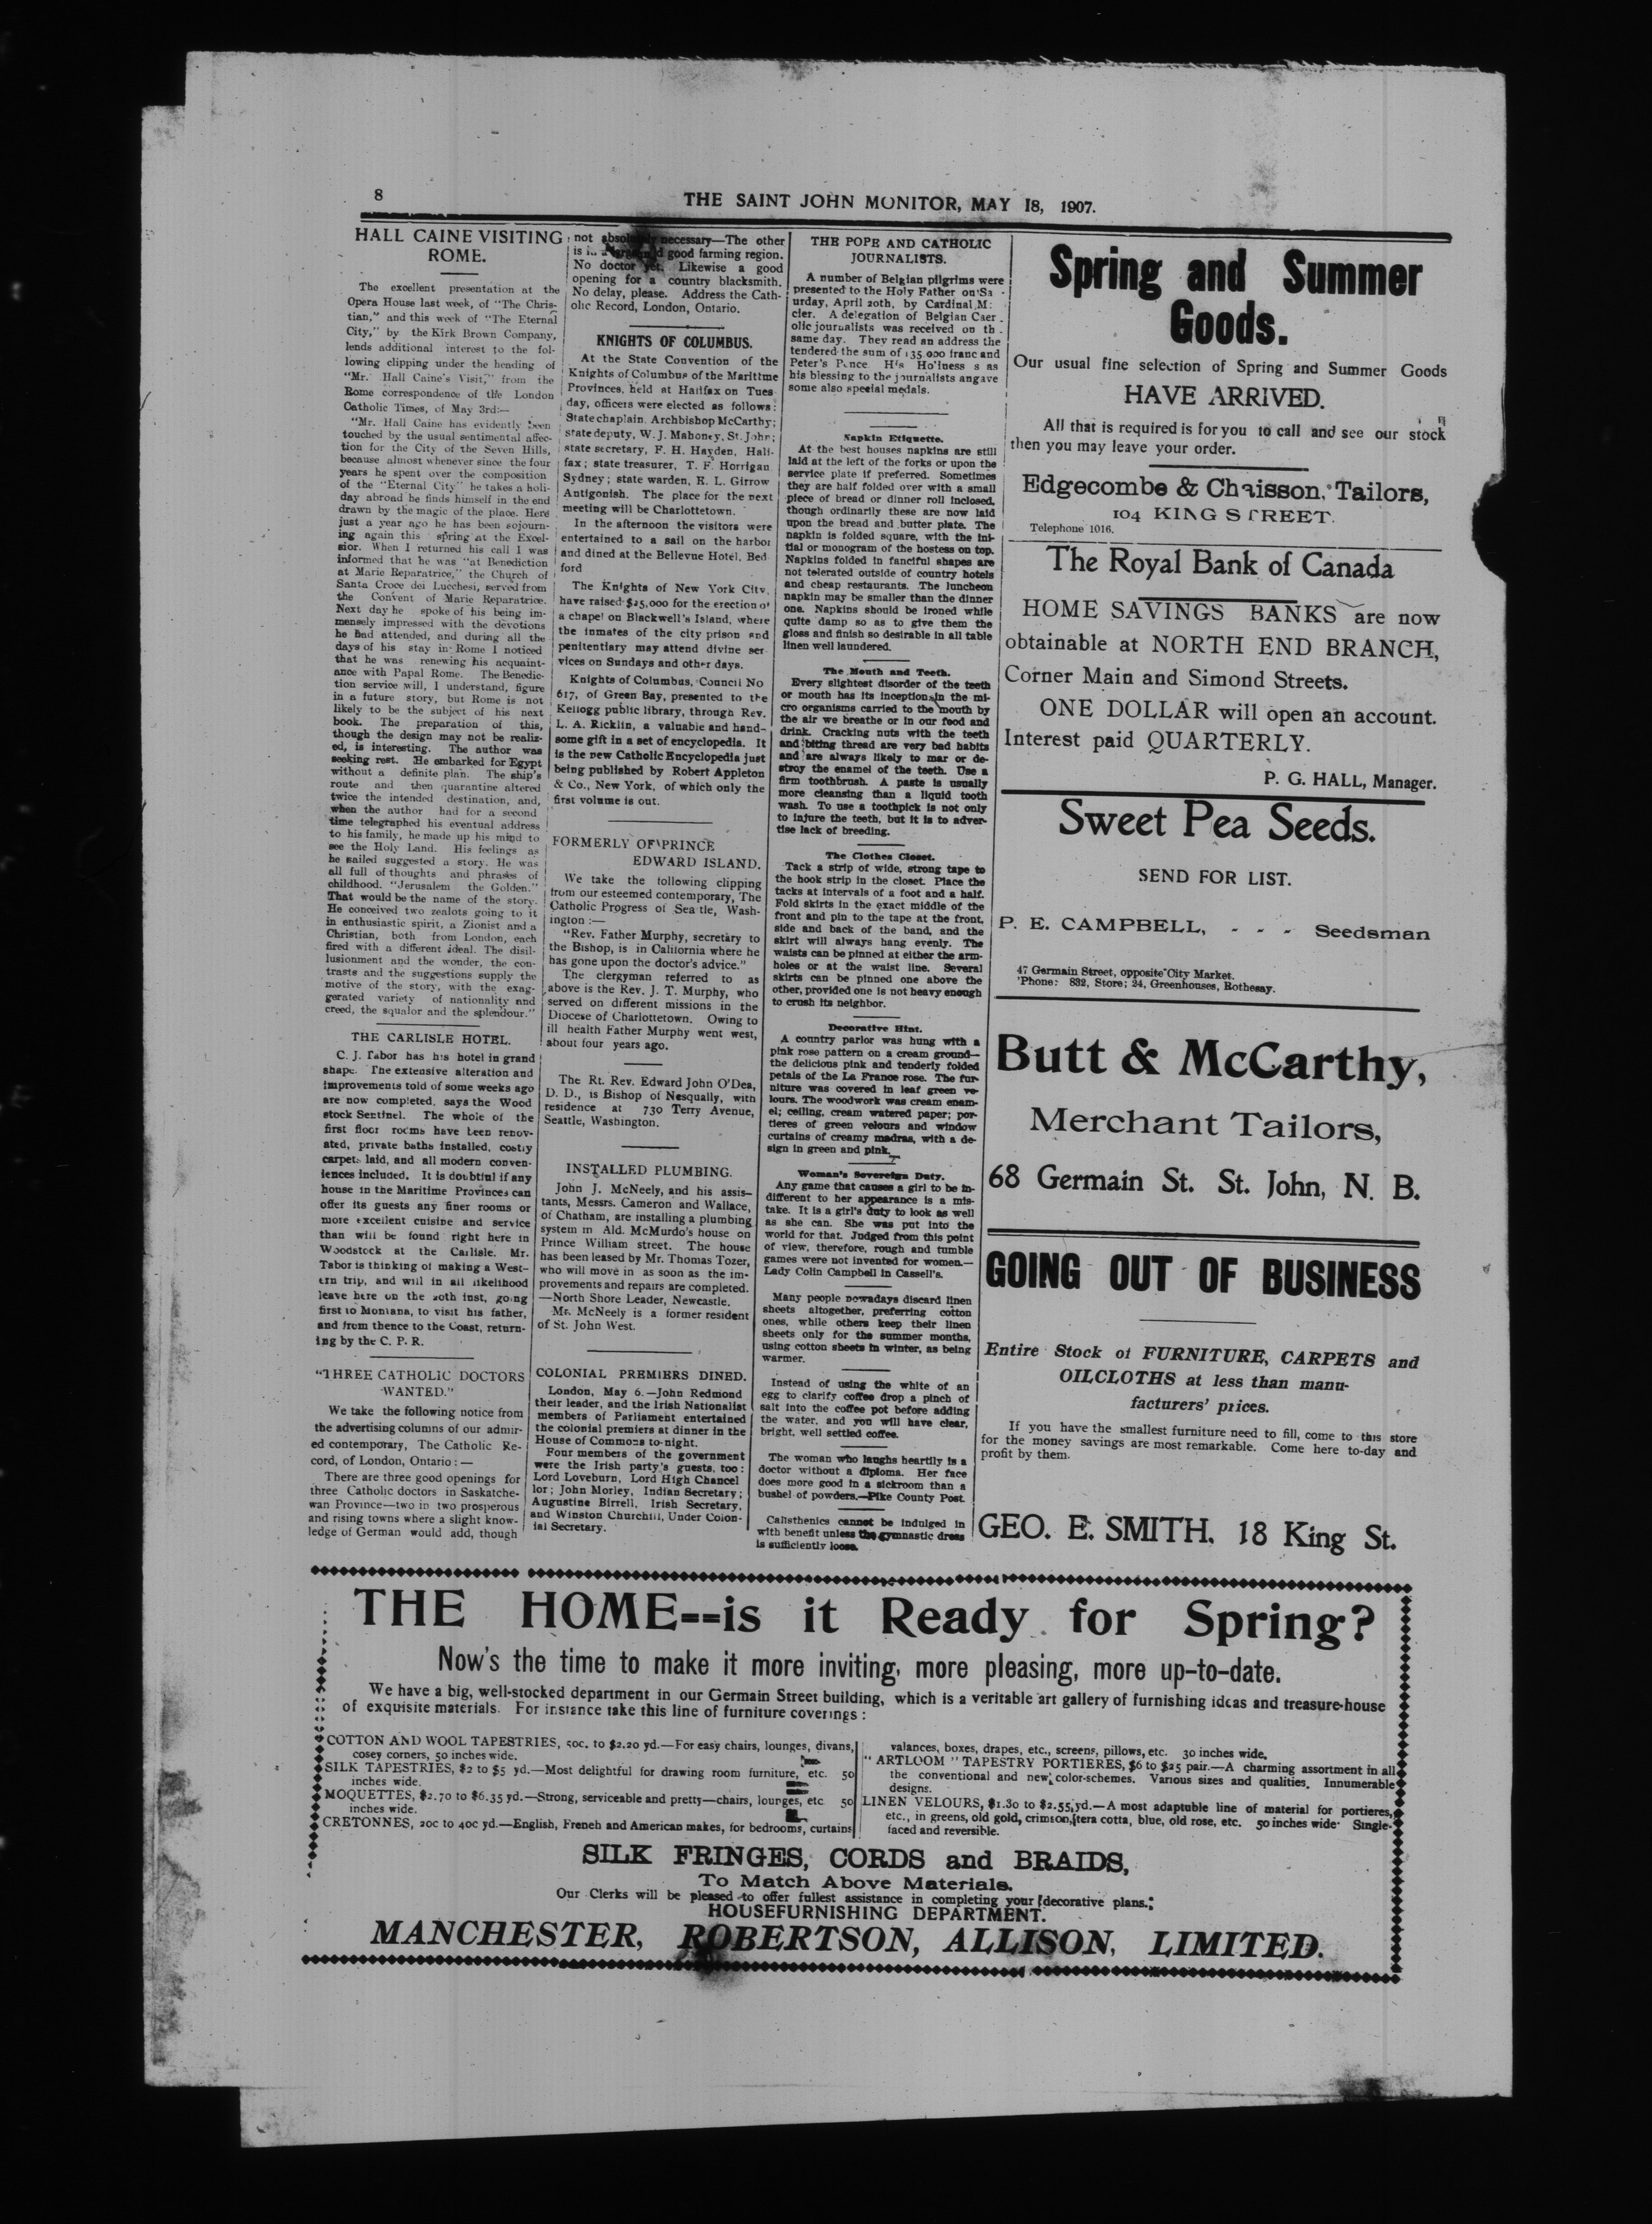 8
THE SAINT JOHN MONITOR, MAY 18, 1907.
HALL CAINE VISITING
ROME.
The excellent presentation at the
Opera House last week, of "The Chris-
tian," and this week of "The Eternal
City," by the Kirk Brown Company,
lends additional interest to the fol-
lowing clipping under the heading of
"Mr. Hall Caine's Visit," from the
Rome correspondence of the London
Catholic Times, of May 3rd:—
"Mr. Hall Caine has evidently been
touched by the usual sentimental affec-
tion for the City of the Seven Hills,
because almost whenever since the four
years he spent over the composition
of the "Eternal City" he takes a holi-
day abroad he finds himself in the end
drawn by the magic of the place. Here
just a year ago he has been sojourn-
ing again this spring at the Excel-
sior. When I returned his call I was
informed that he was "at Benediction
at Marie Reparatrice," the Church of
Santa Croce dei Lucchesi, served from
the Convent of Marie Reparatrice.
Next day he spoke of his being im-
mensely impressed with the devotions
he had attended, and during all the
days of his stay in Rome I noticed
that he was renewing his acquaint-
ance with Papal Rome. The Benedic-
tion service will, I understand, figure
in a future story, but Rome is not
likely to be the subject of his next
book. The preparation of this,
though the design may not be realiz-
ed, is interesting. The author was
seeking rest. He embarked for Egypt
without a definite plan. The ship's
route and then quarantine altered
twice the intended destination, and,
when the author had for a second
time telegraphed his eventual address
to his family, he made up his mind to
see the Holy Land. His feelings as
he sailed suggested a story. He was
all full of thoughts and phrases of
childhood. "Jerusalem the Golden."
That would be the name of the story.
He conceived two zealots going to it
in enthusiastic spirit, a Zionist and a
Christian, both from London, each
fired with a different ideal. The disil-
lusionment and the wonder, the con-
trasts and the suggestions supply the
motive of the story, with the exag-
gerated variety of nationality and
creed, the squalor and the splendour."
THE CARLISLE HOTEL.
C. J. Tabor has his hotel in grand
shape. The extensive alteration and
improvements told of some weeks ago
are now completed, says the Wood
stock Sentinel. The whole of the
first floor rooms have been renov-
ated, private baths installed, costly
carpets laid, and all modern conven-
iences included. It is doubtful if any
house in the Maritime Provinces can
offer its guests any finer rooms or
more excellent cuisine and service
than will be found right here in
Woodstock at the Carlisle. Mr.
Tabor is thinking of making a West-
ern trip, and will in all likelihood
leave here on the 20th inst, going
first to Montana, to visit his father,
and from thence to the Coast, return-
ing by the C. P. R.
"THREE CATHOLIC DOCTORS
WANTED."
We take the following notice from
the advertising columns of our admir-
ed contemporary, The Catholic Re-
cord, of London, Ontario:—
There are three good openings for
three Catholic doctors in Saskatche-
wan Province—two in two prosperous
and rising towns where a slight know-
ledge of German would add, though
not necessary—The other
is good farming region.
No doctor yet. Likewise a good
opening for a country blacksmith.
No delay, please. Address the Cath-
olic Record, London, Ontario.
KNIGHTS OF COLUMBUS.
At the State Convention of the
Knights of Columbus of the Maritime
Provinces, held at Halifax on Tues-
day, officers were elected as follows:
State chaplain, Archbishop McCarthy;
state deputy, W. J. Mahoney, St. John;
state secretary, F. H. Hayden, Hali-
fax; state treasurer, T. F. Horrigan
Sydney; state warden, R. L. Girrow
Antigonish. The place for the next
meeting will be Charlottetown.
In the afternoon the visitors were
entertained to a sail on the harbor
and dined at the Bellevue Hotel, Bed
ford
The Knights of New York City,
have raised $25,000 for the erection of
a chapel on Blackwell's Island, where
the inmates of the city prison and
penitentiary may attend divine ser-
vices on Sundays and other days.
Knights of Columbus, Council No
617, of Green Bay, presented to the
Kellogg public library, through Rev.
L. A. Ricklin, a valuable and hand-
some gift in a set of encyclopedia. It
is the new Catholic Encyclopedia just
being published by Robert Appleton
& Co., New York, of which only the
first volume is out.
FORMERLY OF PRINCE
EDWARD ISLAND.
We take the following clipping
from our esteemed contemporary, The
Catholic Progress of Seattle, Wash-
ington:—
"Rev. Father Murphy, secretary to
the Bishop, is in California where he
has gone upon the doctor's advice."
The clergyman referred to as
above is the Rev. J. T. Murphy, who
served on different missions in the
Diocese of Charlottetown. Owing to
ill health Father Murphy went west,
about four years ago.
The Rt. Rev. Edward John O'Dea,
D. D., is Bishop of Nesqually, with
residence at 730 Terry Avenue,
Seattle, Washington.
INSTALLED PLUMBING.
John J. McNeely, and his assis-
tants, Messrs. Cameron and Wallace,
of Chatham, are installing a plumbing
system in Ald. McMurdo's house on
Prince William street. The house
has been leased by Mr. Thomas Tozer,
who will move in as soon as the im-
provements and repairs are completed.
—North Shore Leader, Newcastle.
Mr. McNeely is a former resident
of St. John West.
COLONIAL PREMIERS DINED.
London, May 6.—John Redmond
their leader, and the Irish Nationalist
members of Parliament entertained
the colonial premiers at dinner in the
House of Commons to-night.
Four members of the government
were the Irish party's guests, too:
Lord Loveburn, Lord High Chancel
lor; John Morley, Indian Secretary;
Augustine Birrell, Irish Secretary,
and Winston Churchill, Under Colon-
ial Secretary.
THE POPE AND CATHOLIC
JOURNALISTS.
A number of Belgian pilgrims were
presented to the Holy Father on Sa -
urday, April 20th, by Cardinal M
cier. A delegation of Belgian
olic journalists was received on th
same day. They read an address the
tendered the sum of 135,000 franc and
Peter's Pence. His Holiness s as
his blessing to the journalists angave
some also special medals.
Napkin Etiquette.
At the best houses napkins are still
laid at the left of the forks or upon the
service plate if preferred. Sometimes
they are half folded over with a small
piece of bread or dinner roll inclosed,
though ordinarily these are now laid
upon the bread and butter plate. The
napkin is folded square, with the ini-
tial or monogram of the hostess on top.
Napkins folded in fanciful shapes are
not tolerated outside of country hotels
and cheap restaurants. The luncheon
napkin may be smaller than the dinner
one. Napkins should be ironed while
quite damp so as to give them the
gloss and finish so desirable in all table
linen well laundered.
The Mouth and Teeth.
Every slightest disorder of the teeth
or mouth has its inception in the mi-
cro organisms carried to the mouth by
the air we breathe or in our food and
drink. Cracking nuts with the teeth
and biting thread are very bad habits
and are always likely to mar or de-
stroy the enamel of the teeth. Use a
firm toothbrush. A paste is usually
more cleansing than a liquid tooth
wash. To use a toothpick is not only
to injure the teeth, but it is to adver-
tise lack of breeding.
The Clothes Closet.
Tack a strip of wide, strong tape to
the hook strip in the closet. Place the
tacks at intervals of a foot and a half.
Fold skirts in the exact middle of the
front and pin to the tape at the front,
side and back of the band, and the
skirt will always hang evenly. The
waists can be pinned at either the arm-
holes or at the waist line. Several
skirts can be pinned one above the
other, provided one is not heavy enough
to crush its neighbor.
Decorative Hint.
A country parlor was hung with a
pink rose pattern on a cream ground—
the delicious pink and tenderly folded
petals of the La France rose. The fur-
niture was covered in leaf green ve-
lours. The woodwork was cream enam-
el; ceiling, cream watered paper; por-
tieres of green velours and window
curtains of creamy madras, with a de-
sign in green and pink.
Woman's Sovereign Duty.
Any game that causes a girl to be in-
different to her appearance is a mis-
take. It is a girl's duty to look as well
as she can. She was put into the
world for that. Judged from this point
of view, therefore, rough and tumble
games were not invented for women.—
Lady Colin Campbell in Cassell's.
Many people nowadays discard linen
sheets altogether, preferring cotton
ones, while others keep their linen
sheets only for the summer months,
using cotton sheets in winter, as being
warmer.
Instead of using the white of an
egg to clarify coffee drop a pinch of
salt into the coffee pot before adding
the water, and you will have clear,
bright, well settled coffee.
The woman who laughs heartily is a
doctor without a diploma. Her face
does more good in a sickroom than a
bushel of powders.—Pike County Post.
Calisthenics cannot be indulged in
with benefit unless the gymnastic dress
is sufficiently loose.
Spring and Summer
Goods.
Our usual fine selection of Spring and Summer Goods
HAVE ARRIVED.
All that is required is for you to call and see our stock
then you may leave your order.
Edgecombe & Chaisson, Tailors,
104 KING STREET.
Telephone 1016.
The Royal Bank of Canada
HOME SAVINGS BANKS are now
obtainable at NORTH END BRANCH,
Corner Main and Simond Streets.
ONE DOLLAR will open an account.
Interest paid QUARTERLY.
P. G. HALL, Manager.
Sweet Pea Seeds.
SEND FOR LIST.
P. E. CAMPBELL, - - - Seedsman
47 Germain Street, opposite City Market.
'Phone: 832, Store; 24, Greenhouses, Rothesay.
Butt & McCarthy,
Merchant Tailors,
68 Germain St. St. John, N. B.
GOING OUT OF BUSINESS
Entire Stock of FURNITURE, CARPETS and
OILCLOTHS at less than manu-
facturers' prices.
If you have the smallest furniture need to fill, come to this store
for the money savings are most remarkable. Come here to-day and
profit by them.
GEO. E. SMITH, 18 King St.
THE HOME--is it Ready for Spring?
Now's the time to make it more inviting, more pleasing, more up-to-date.
We have a big, well-stocked department in our Germain Street building, which is a veritable art gallery of furnishing ideas and treasure-house
of exquisite materials. For instance take this line of furniture coverings:
COTTON AND WOOL TAPESTRIES, 50c. to $2.20 yd.—For easy chairs, lounges, divans,
cosey corners, 50 inches wide.
SILK TAPESTRIES, $2 to $5 yd.—Most delightful for drawing room furniture, etc. 50
inches wide.
MOQUETTES, $2.70 to $6.35 yd.—Strong, serviceable and pretty—chairs, lounges, etc 50
inches wide.
CRETONNES, 20c to 40c yd.—English, French and American makes, for bedrooms, curtains
valances, boxes, drapes, etc., screens, pillows, etc. 30 inches wide.
"ARTLOOM" TAPESTRY PORTIERES, $6 to $25 pair.—A charming assortment in all
the conventional and new color-schemes. Various sizes and qualities. Innumerable
designs.
LINEN VELOURS, $1.30 to $2.55 yd.—A most adaptable line of material for portieres,
etc., in greens, old gold, crimson, tera cotta, blue, old rose, etc. 50 inches wide. Single-
faced and reversible.
SILK FRINGES, CORDS and BRAIDS,
To Match Above Materials.
Our Clerks will be pleased to offer fullest assistance in completing your decorative plans.
HOUSEFURNISHING DEPARTMENT.
MANCHESTER, ROBERTSON, ALLISON, LIMITED.